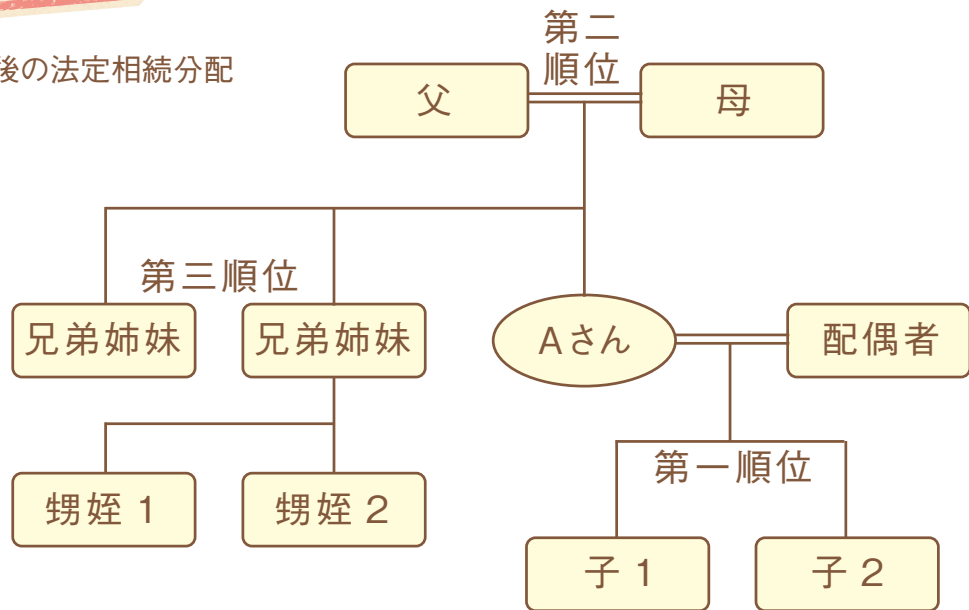 後の法定相続分配
第二
順位
父
母
第三順位
兄弟姉妹
兄弟姉妹
Aさん
配偶者
甥姪 1
甥姪 2
第一順位
子 1
子 2